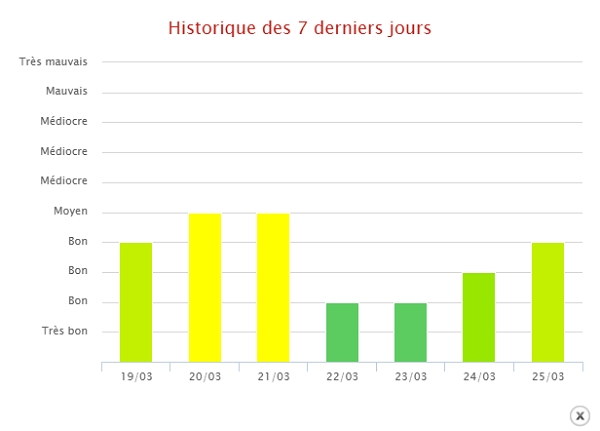 Historique des 7 derniers jours
Très mauvais
Mauvais
Médiocre
Médiocre
Médiocre
Moyen
Bon
Bon
Bon
Très bon
19/03 20/03 21/03 22/03 23/03 24/03 25/03
X